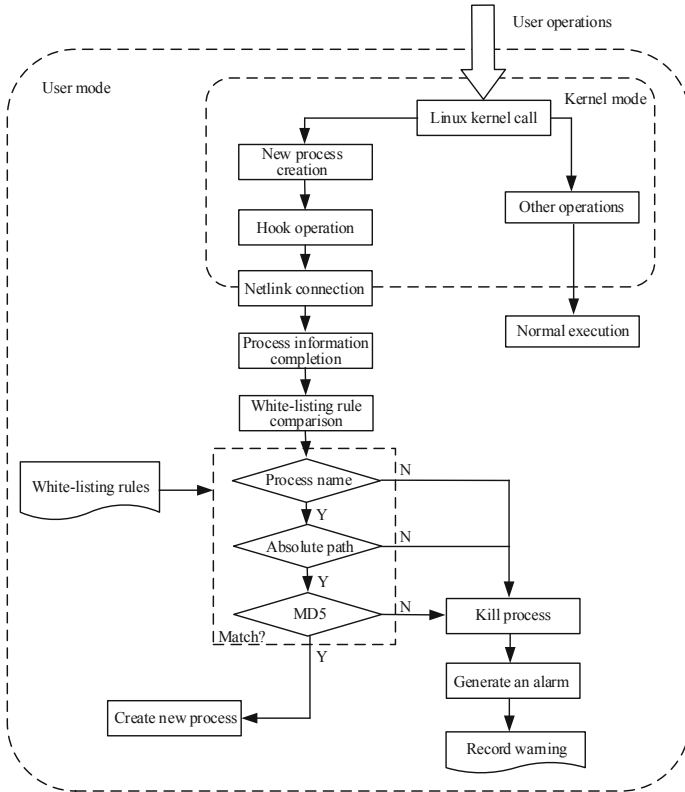 User operations
User mode
Kernel mode
Linux kernel call
New process
creation
Hook operation
Other operations
Netlink connection
Normal execution
Process information
completion
White-listing rule
comparison
White-listing rules
Process name
N
Y
Absolute path
N
Y
MD5
N
Match?
Y
Kill process
Generate an alarm
Create new process
Record warning